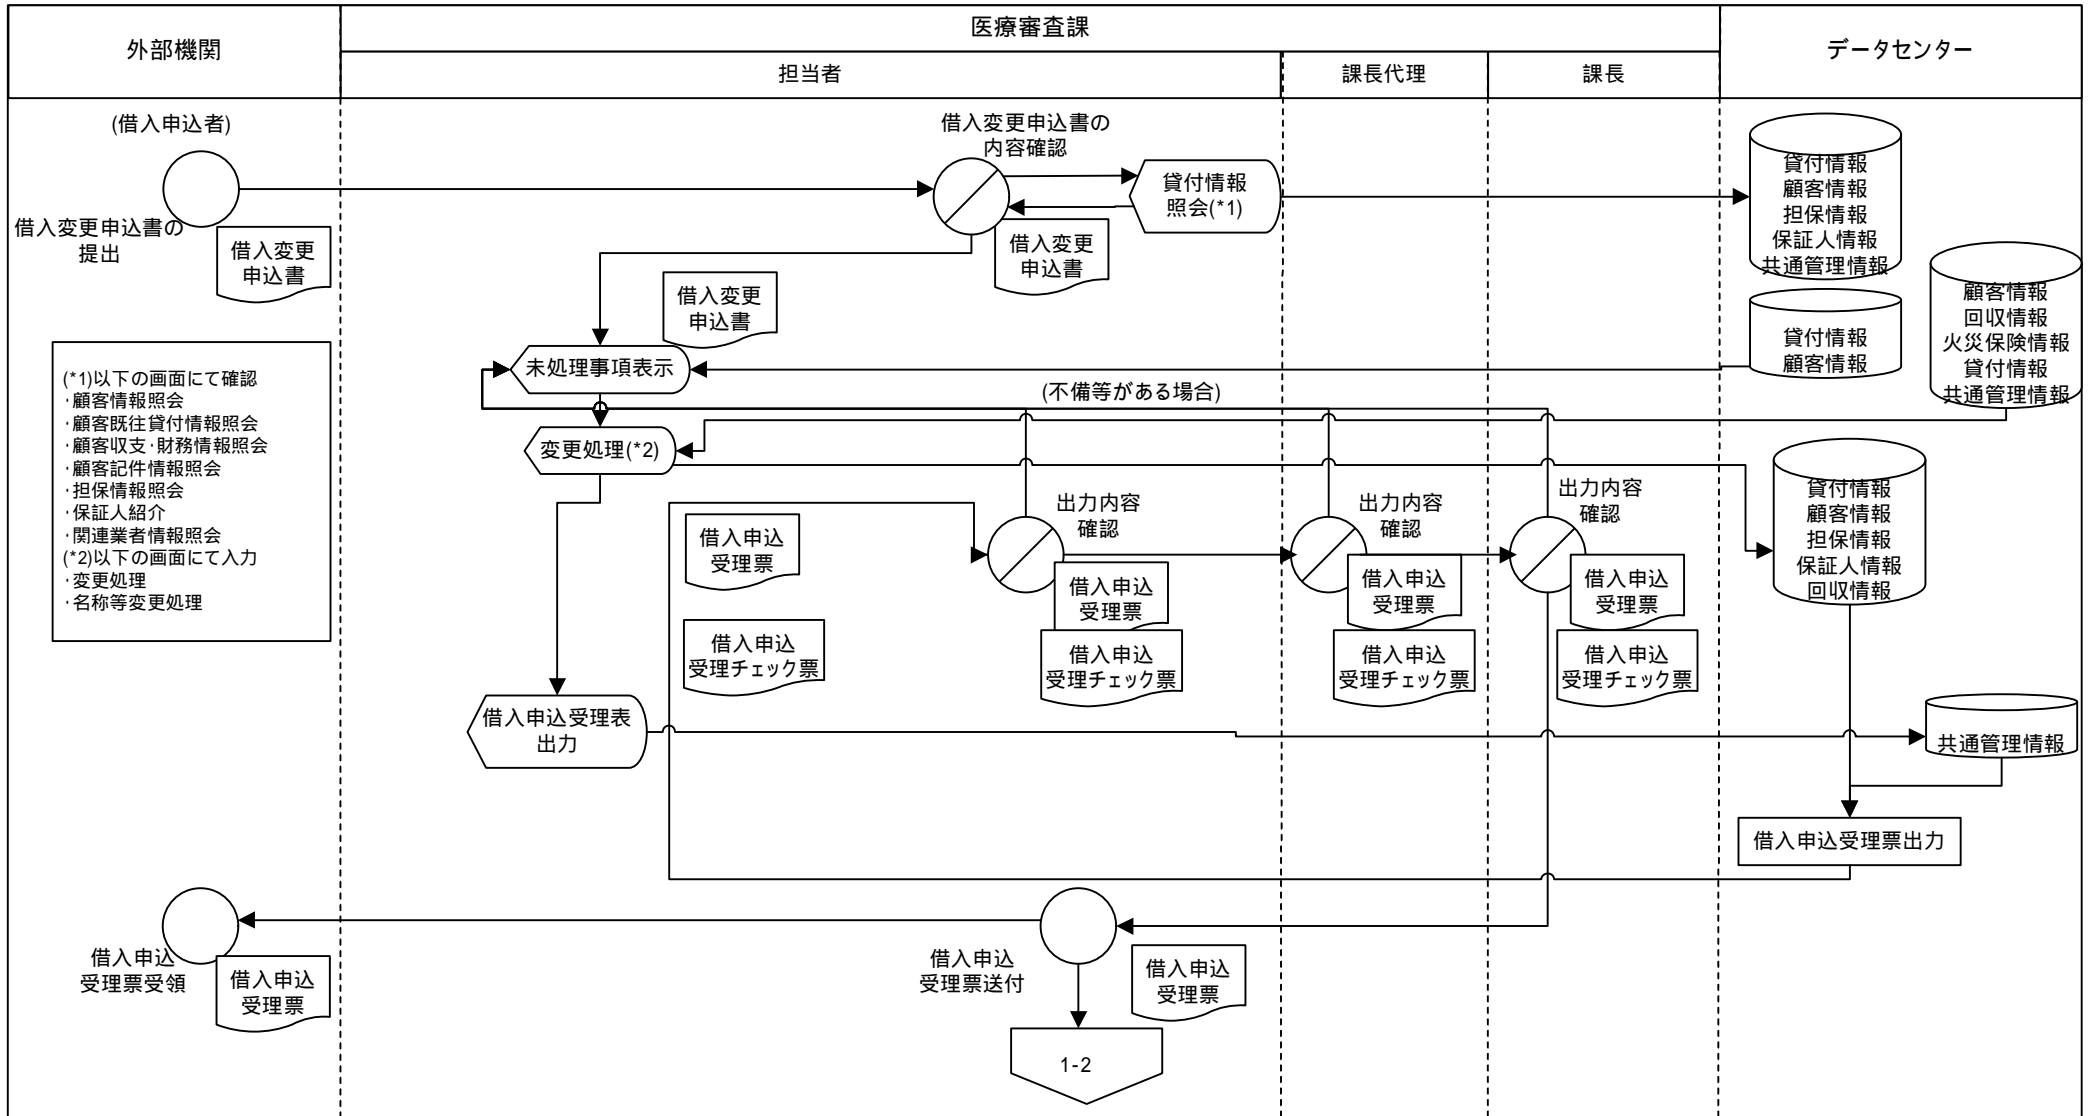 外部機関
医療審査課
データセンター
担当者
課長代理
課長
(借入申込者)
借入変更申込書の
提出
借入変更
申込書
借入変更申込書の
内容確認
借入変更
申込書
貸付情報
照会(*1)
貸付情報
顧客情報
担保情報
保証人情報
共通管理情報
借入変更
申込書
貸付情報
顧客情報
顧客情報
回収情報
火災保険情報
貸付情報
共通管理情報
未処理事項表示
(不備等がある場合)
変更処理(*2)
(*1)以下の画面にて確認
・顧客情報照会
・顧客既往貸付情報照会
・顧客収支・財務情報照会
・顧客記件情報照会
・担保情報照会
・保証人紹介
・関連業者情報照会
(*2)以下の画面にて入力
・変更処理
・名称等変更処理
貸付情報
顧客情報
担保情報
保証人情報
回収情報
借入申込
受理票
借入申込
受理チェック票
出力内容
確認
借入申込
受理票
借入申込
受理チェック票
出力内容
確認
借入申込
受理票
借入申込
受理チェック票
出力内容
確認
借入申込
受理票
借入申込
受理チェック票
借入申込受理表
出力
共通管理情報
借入申込受理票出力
借入申込
受理票受領
借入申込
受理票
借入申込
受理票送付
借入申込
受理票
1-2